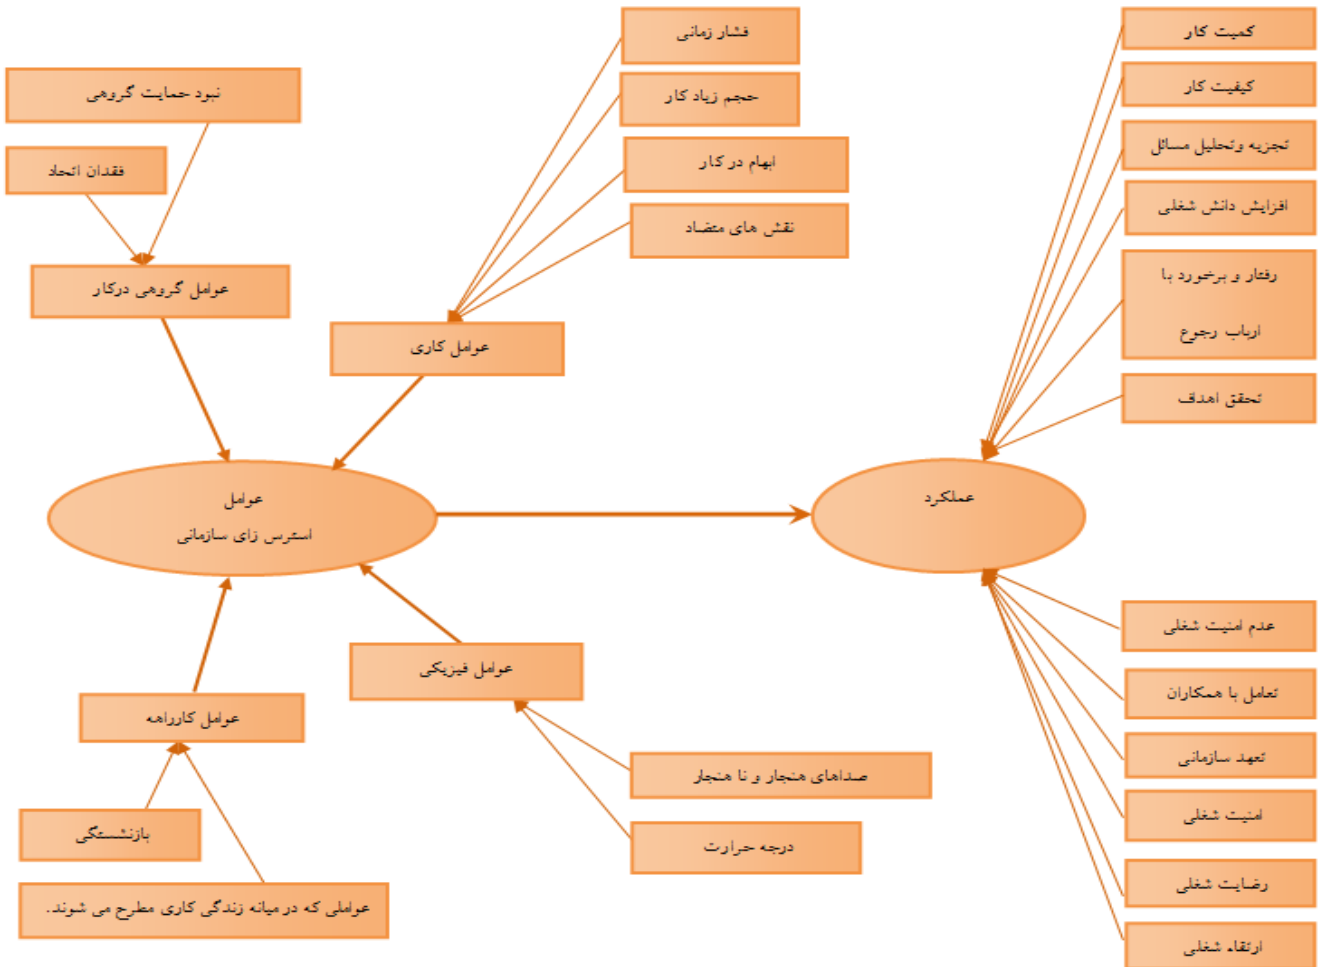 فشار زمانی
حجم زیاد کار
ابهام در کار
نقش های متضاد
نبود حمایت گروهی
فقدان اتحاد
عوامل گروهی درکار
عوامل کاری
عوامل
استرس زای سازمانی
عملکرد
عوامل فیزیکی
عوامل کارراهه
صداهای هنجار و نا هنجار
درجه حرارت
بازنشستگی
عواملی که در میانه زندگی کاری مطرح می شوند.
کمیت کار
کیفیت کار
تجزیه وتحلیل مسائل
افزایش دانش شغلی
رفتار و برخورد با
ارباب رجوع
تحقق اهداف
عدم امنیت شغلی
تعامل با همکاران
تعهد سازمانی
امنیت شغلی
رضایت شغلی
ارتقاء شغلی